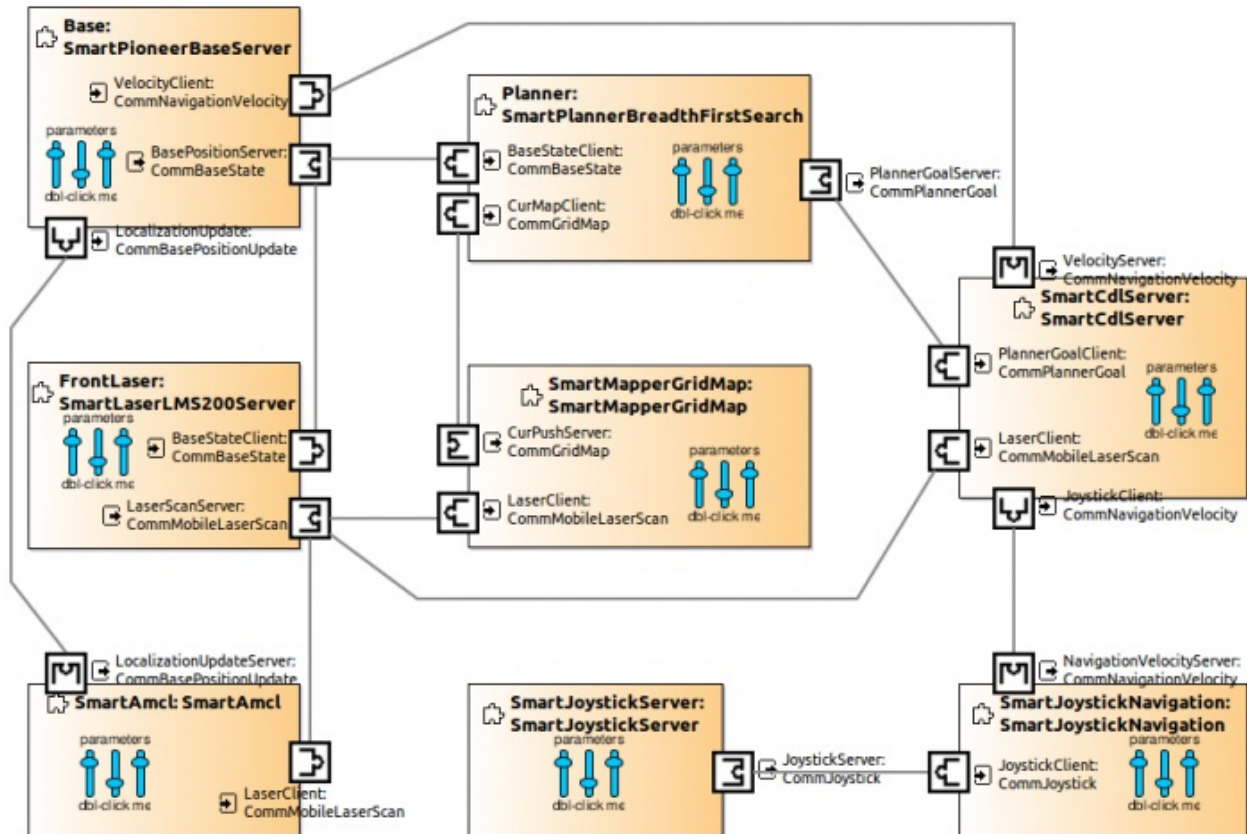 Base:
SmartPioneerBaseServer
VelocityClient:
CommNavigationVelocity
parameters
BasePositionServer:
CommBaseState
dbl-click me
LocalizationUpdate:
CommBasePositionUpdate
Planner:
SmartPlannerBreadthFirstSearch
BaseStateClient:
CommBaseState
parameters
CurMapClient:
CommGridMap
dbl-click me
PlannerGoalServer:
CommPlannerGoal
VelocityServer:
CommNavigationVelocity
SmartCdlServer:
SmartCdlServer
PlannerGoalClient:
CommPlannerGoal
parameters
dbl-click me
LaserClient:
CommMobileLaserScan
JoystickClient:
CommNavigationVelocity
FrontLaser:
SmartLaserLMS200Server
parameters
BaseStateClient:
CommBaseState
dbl-click me
LaserScanServer:
CommMobileLaserScan
SmartMapperGridMap:
SmartMapperGridMap
CurPushServer:
CommGridMap
parameters
LaserClient:
CommMobileLaserScan
dbl-click me
LocalizationUpdateServer:
CommBasePositionUpdate
SmartAmcl: SmartAmcl
parameters
dbl-click me
LaserClient:
CommMobileLaserScan
SmartJoystickServer:
SmartJoystickServer
parameters
dbl-click me
JoystickServer:
CommJoystick
NavigationVelocityServer:
CommNavigationVelocity
SmartJoystickNavigation:
SmartJoystickNavigation
parameters
JoystickClient:
CommJoystick
dbl-click me